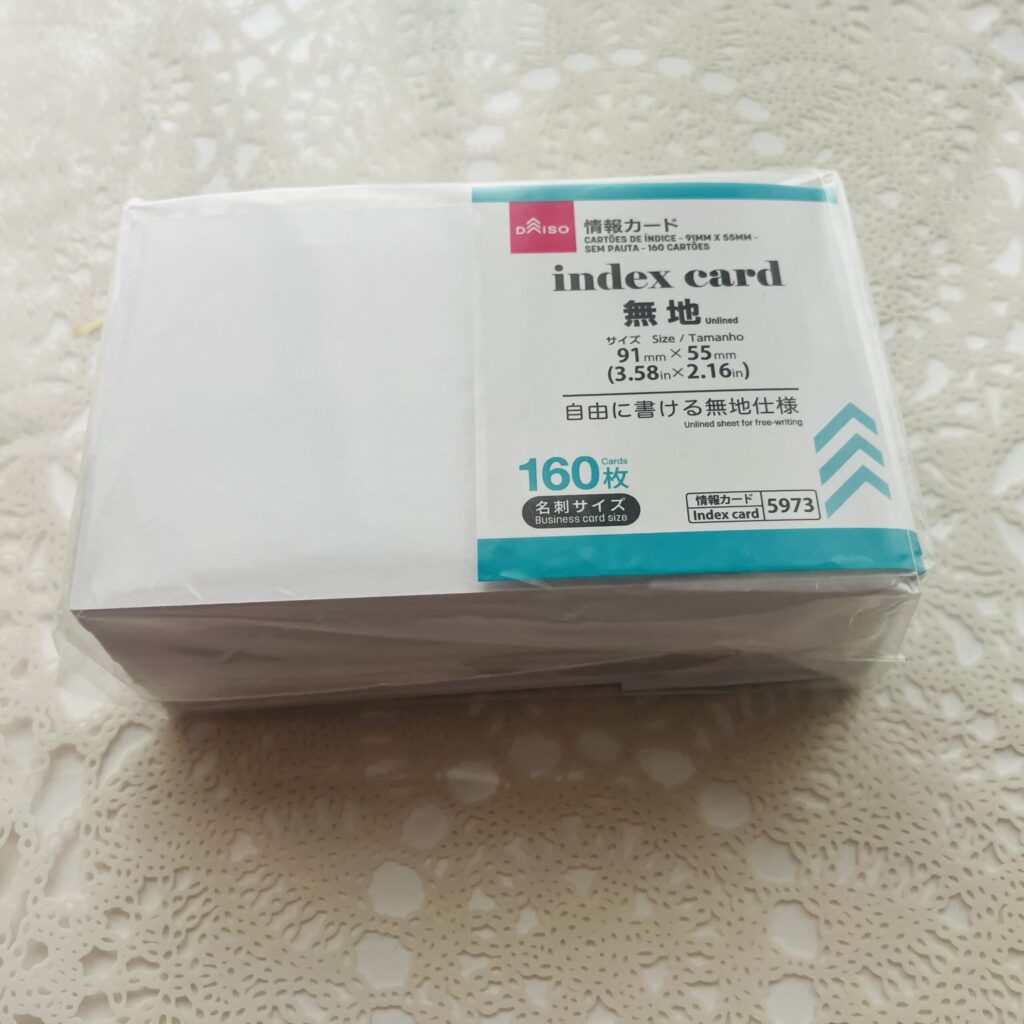 DAISO
情報カード
CARTÕES DE ÍNDICE - 91MM X 55MM -
SEM PAUTA - 160 CARTÕES
index card
無地 Unlined
サイズ Size / Tamanho
91mm×55mm
(3.58in×2.16in)
自由に書ける無地仕様
Unlined sheet for free-writing
160枚 Cards
名刺サイズ
Business card size
情報カード
Index card
5973